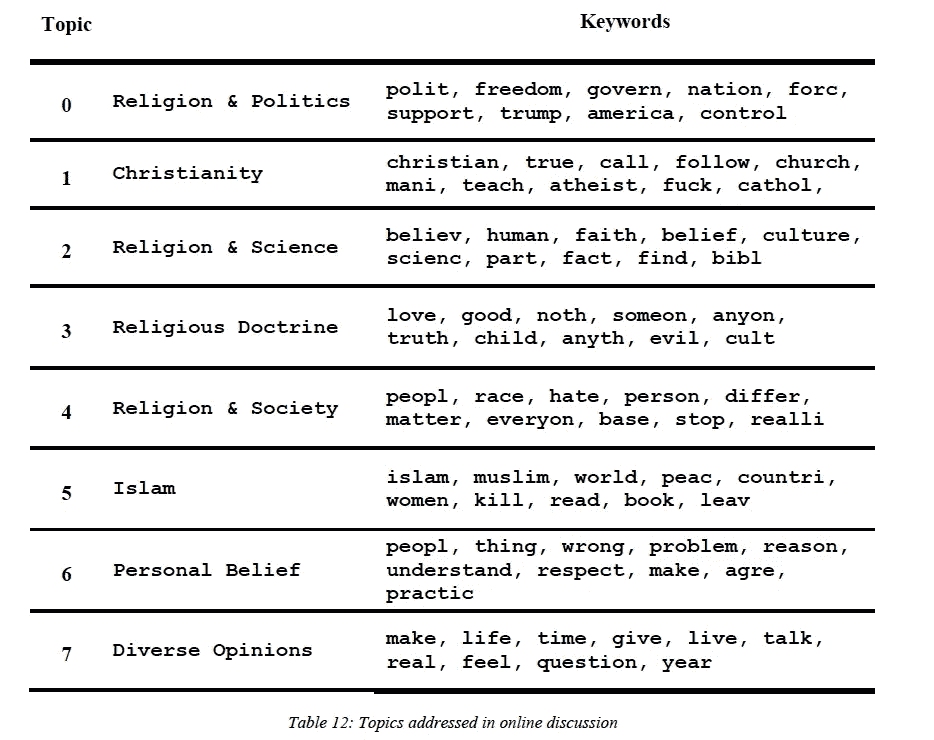 Topic Keywords
0 Religion & Politics polit, freedom, govern, nation, forc,
support, trump, america, control
1 Christianity christian, true, call, follow, church,
mani, teach, atheist, fuck, cathol,
2 Religion & Science believ, human, faith, belief, culture,
scienc, part, fact, find, bibl
3 Religious Doctrine love, good, noth, someon, anyon,
truth, child, anyth, evil, cult
4 Religion & Society peopl, race, hate, person, differ,
matter, everyon, base, stop, realli
5 Islam islam, muslim, world, peac, countri,
women, kill, read, book, leav
6 Personal Belief peopl, thing, wrong, problem, reason,
understand, respect, make, agre,
practic
7 Diverse Opinions make, life, time, give, live, talk,
real, feel, question, year
Table 12: Topics addressed in online discussion